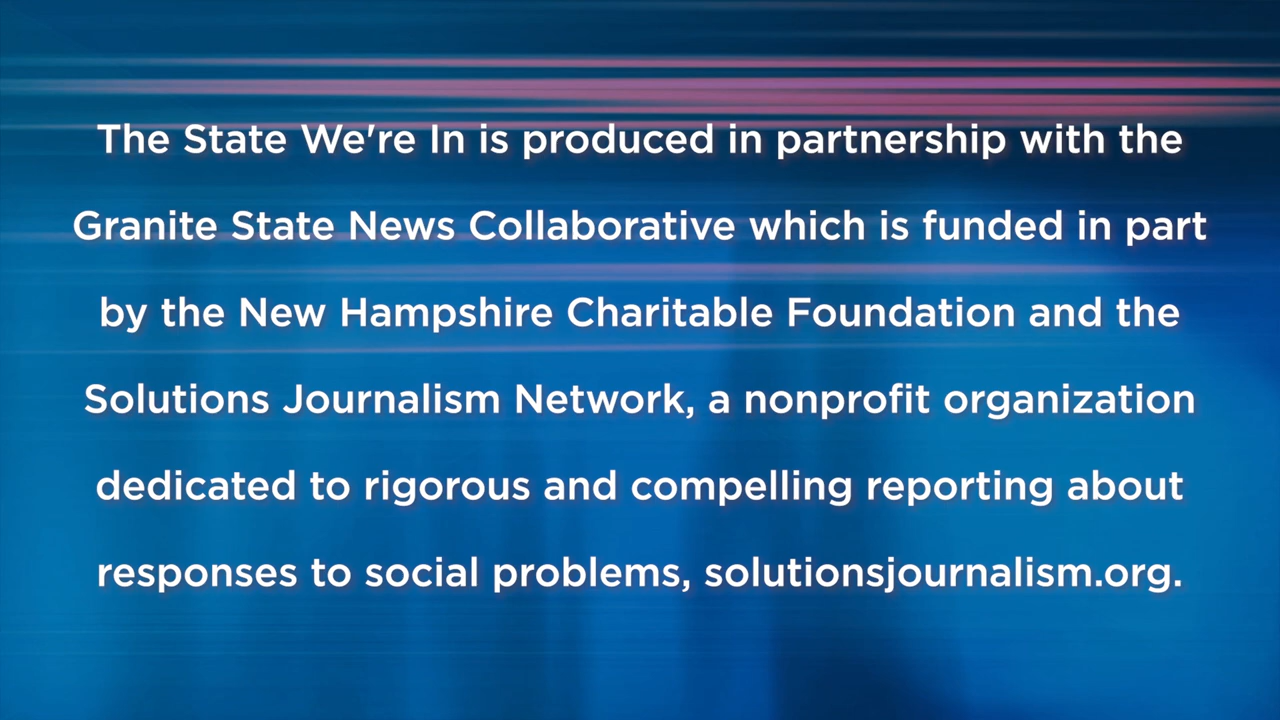 The State We're In is produced in partnership with the
Granite State News Collaborative which is funded in part
by the New Hampshire Charitable Foundation and the
Solutions Journalism Network, a nonprofit organization
dedicated to rigorous and compelling reporting about
responses to social problems, solutionsjournalism.org.